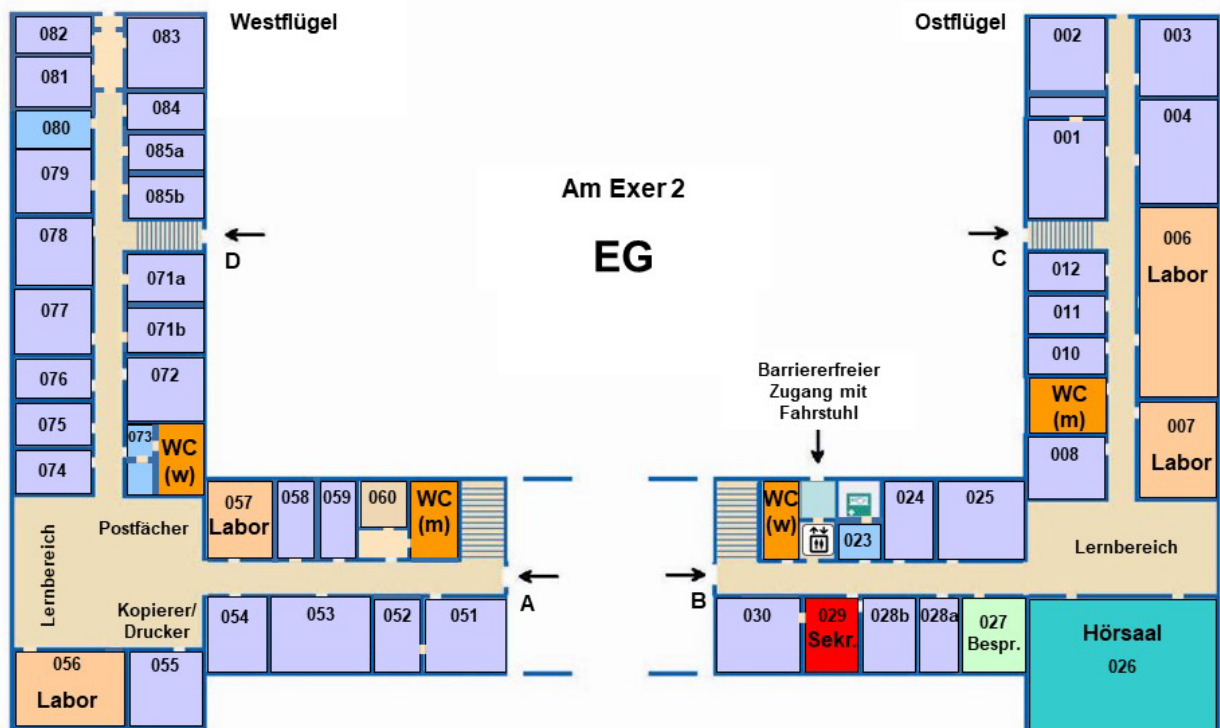 Westflügel
Ostflügel
Am Exer 2
EG
082
083
081
084
080
085a
079
085b
078
D
071a
077
071b
072
076
075
073
WC
(w)
074
Postfächer
Lernbereich
Kopierer/
Drucker
057
Labor
058
059
060
WC
(m)
A
054
053
052
051
056
Labor
055
002
003
001
004
C
006
Labor
012
011
010
WC
(m)
007
Labor
008
Barriererfreier
Zugang mit
Fahrstuhl
WC
(w)
023
024
025
Lernbereich
B
030
029
Sekr.
028b
028a
027
Bespr.
Hörsaal
026